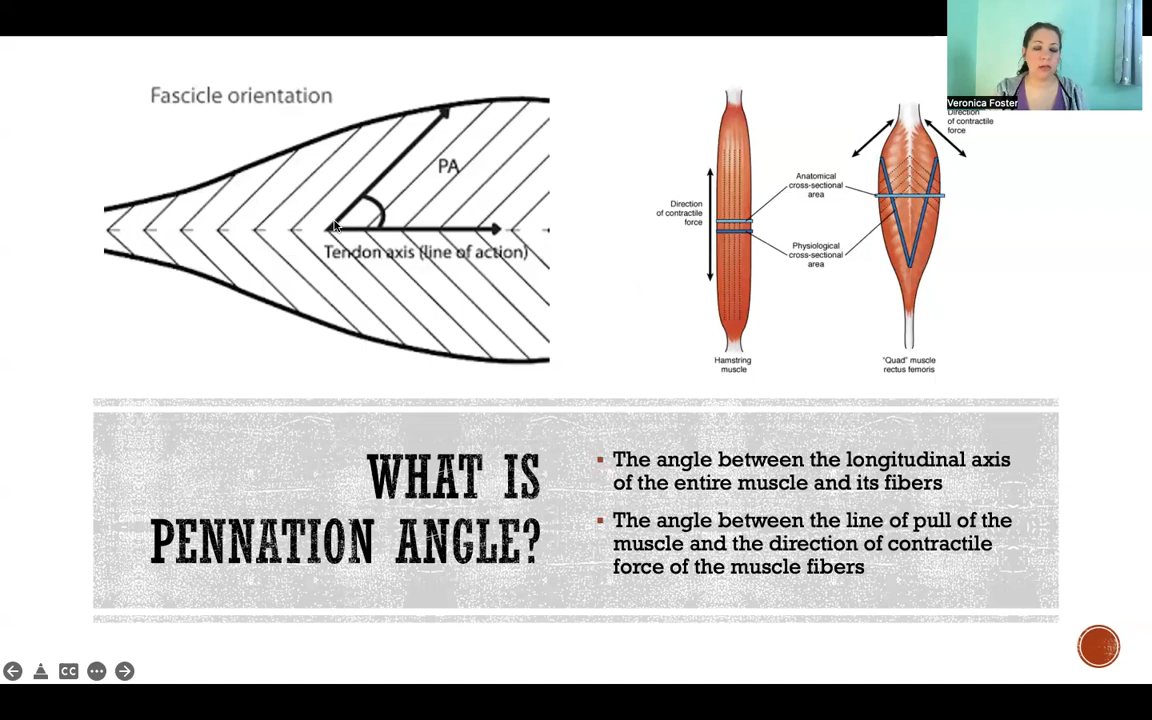 Veronica Foster
Fascicle orientation
PA
Tendon axis (line of action)
Direction
of contractile
force
Anatomical
cross-sectional
area
Physiological
cross-sectional
area
Direction
of contractile
force
Hamstring
muscle
"Quad" muscle
rectus femoris
WHAT IS
PENNATION ANGLE?
The angle between the longitudinal axis
of the entire muscle and its fibers
The angle between the line of pull of the
muscle and the direction of contractile
force of the muscle fibers
CC